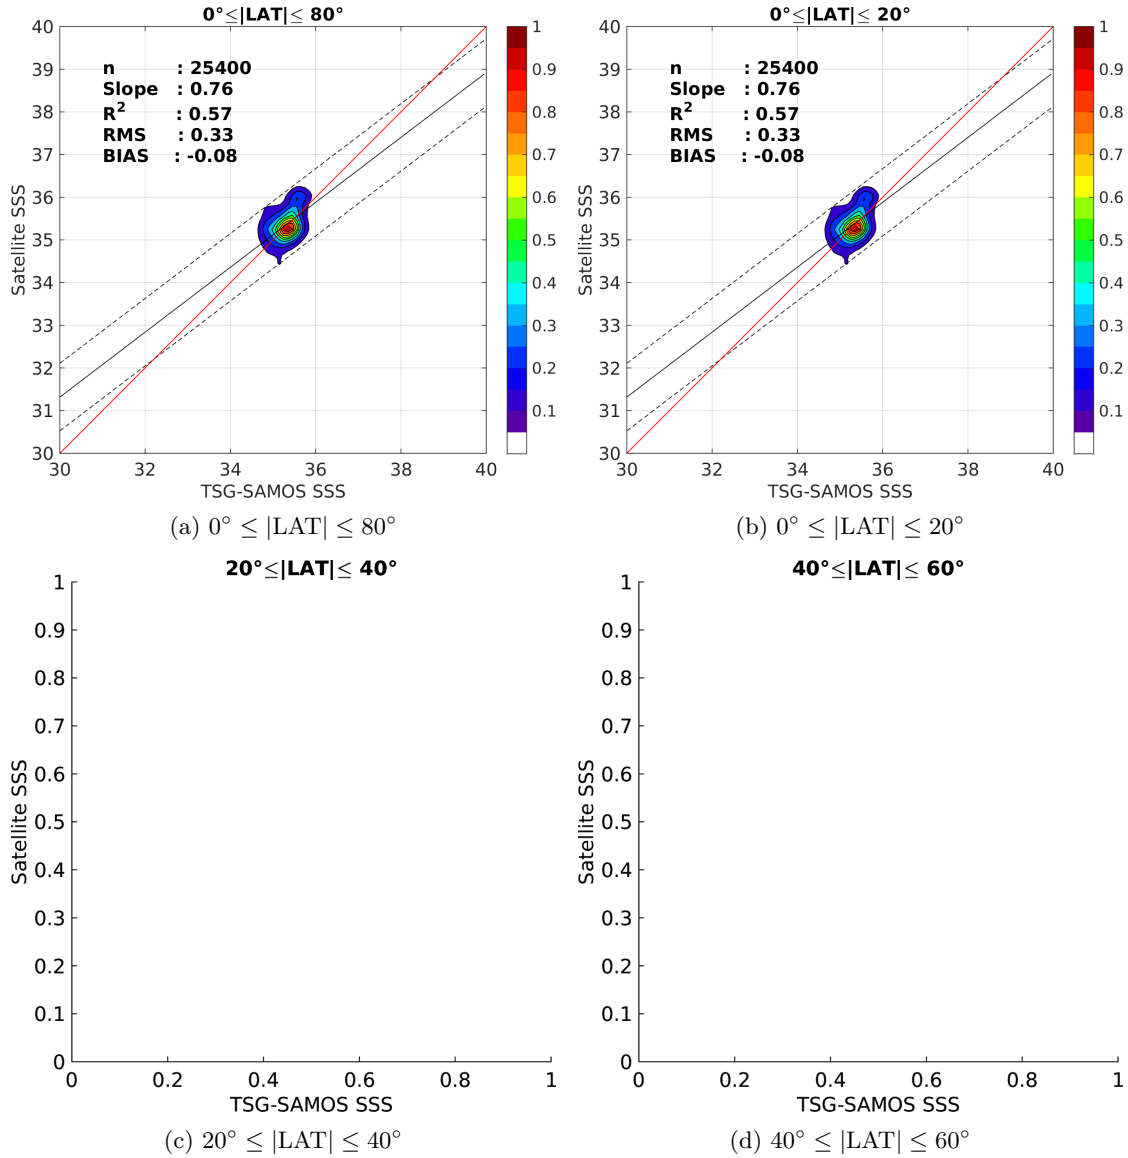 0°≤|LAT|≤ 80°
n : 25400
Slope : 0.76
R² : 0.57
RMS : 0.33
BIAS : -0.08
40
39
38
37
36
35
34
33
32
31
30
Satellite SSS
30 32 34 36 38 40
TSG-SAMOS SSS
1
0.9
0.8
0.7
0.6
0.5
0.4
0.3
0.2
0.1
(a) 0° ≤ |LAT| ≤ 80°
0°≤|LAT|≤ 20°
n : 25400
Slope : 0.76
R² : 0.57
RMS : 0.33
BIAS : -0.08
40
39
38
37
36
35
34
33
32
31
30
Satellite SSS
30 32 34 36 38 40
TSG-SAMOS SSS
1
0.9
0.8
0.7
0.6
0.5
0.4
0.3
0.2
0.1
(b) 0° ≤ |LAT| ≤ 20°
20°≤|LAT|≤ 40°
1
0.9
0.8
0.7
0.6
0.5
0.4
0.3
0.2
0.1
0
Satellite SSS
0 0.2 0.4 0.6 0.8 1
TSG-SAMOS SSS
(c) 20° ≤ |LAT| ≤ 40°
40°≤|LAT|≤ 60°
1
0.9
0.8
0.7
0.6
0.5
0.4
0.3
0.2
0.1
0
Satellite SSS
0 0.2 0.4 0.6 0.8 1
TSG-SAMOS SSS
(d) 40° ≤ |LAT| ≤ 60°